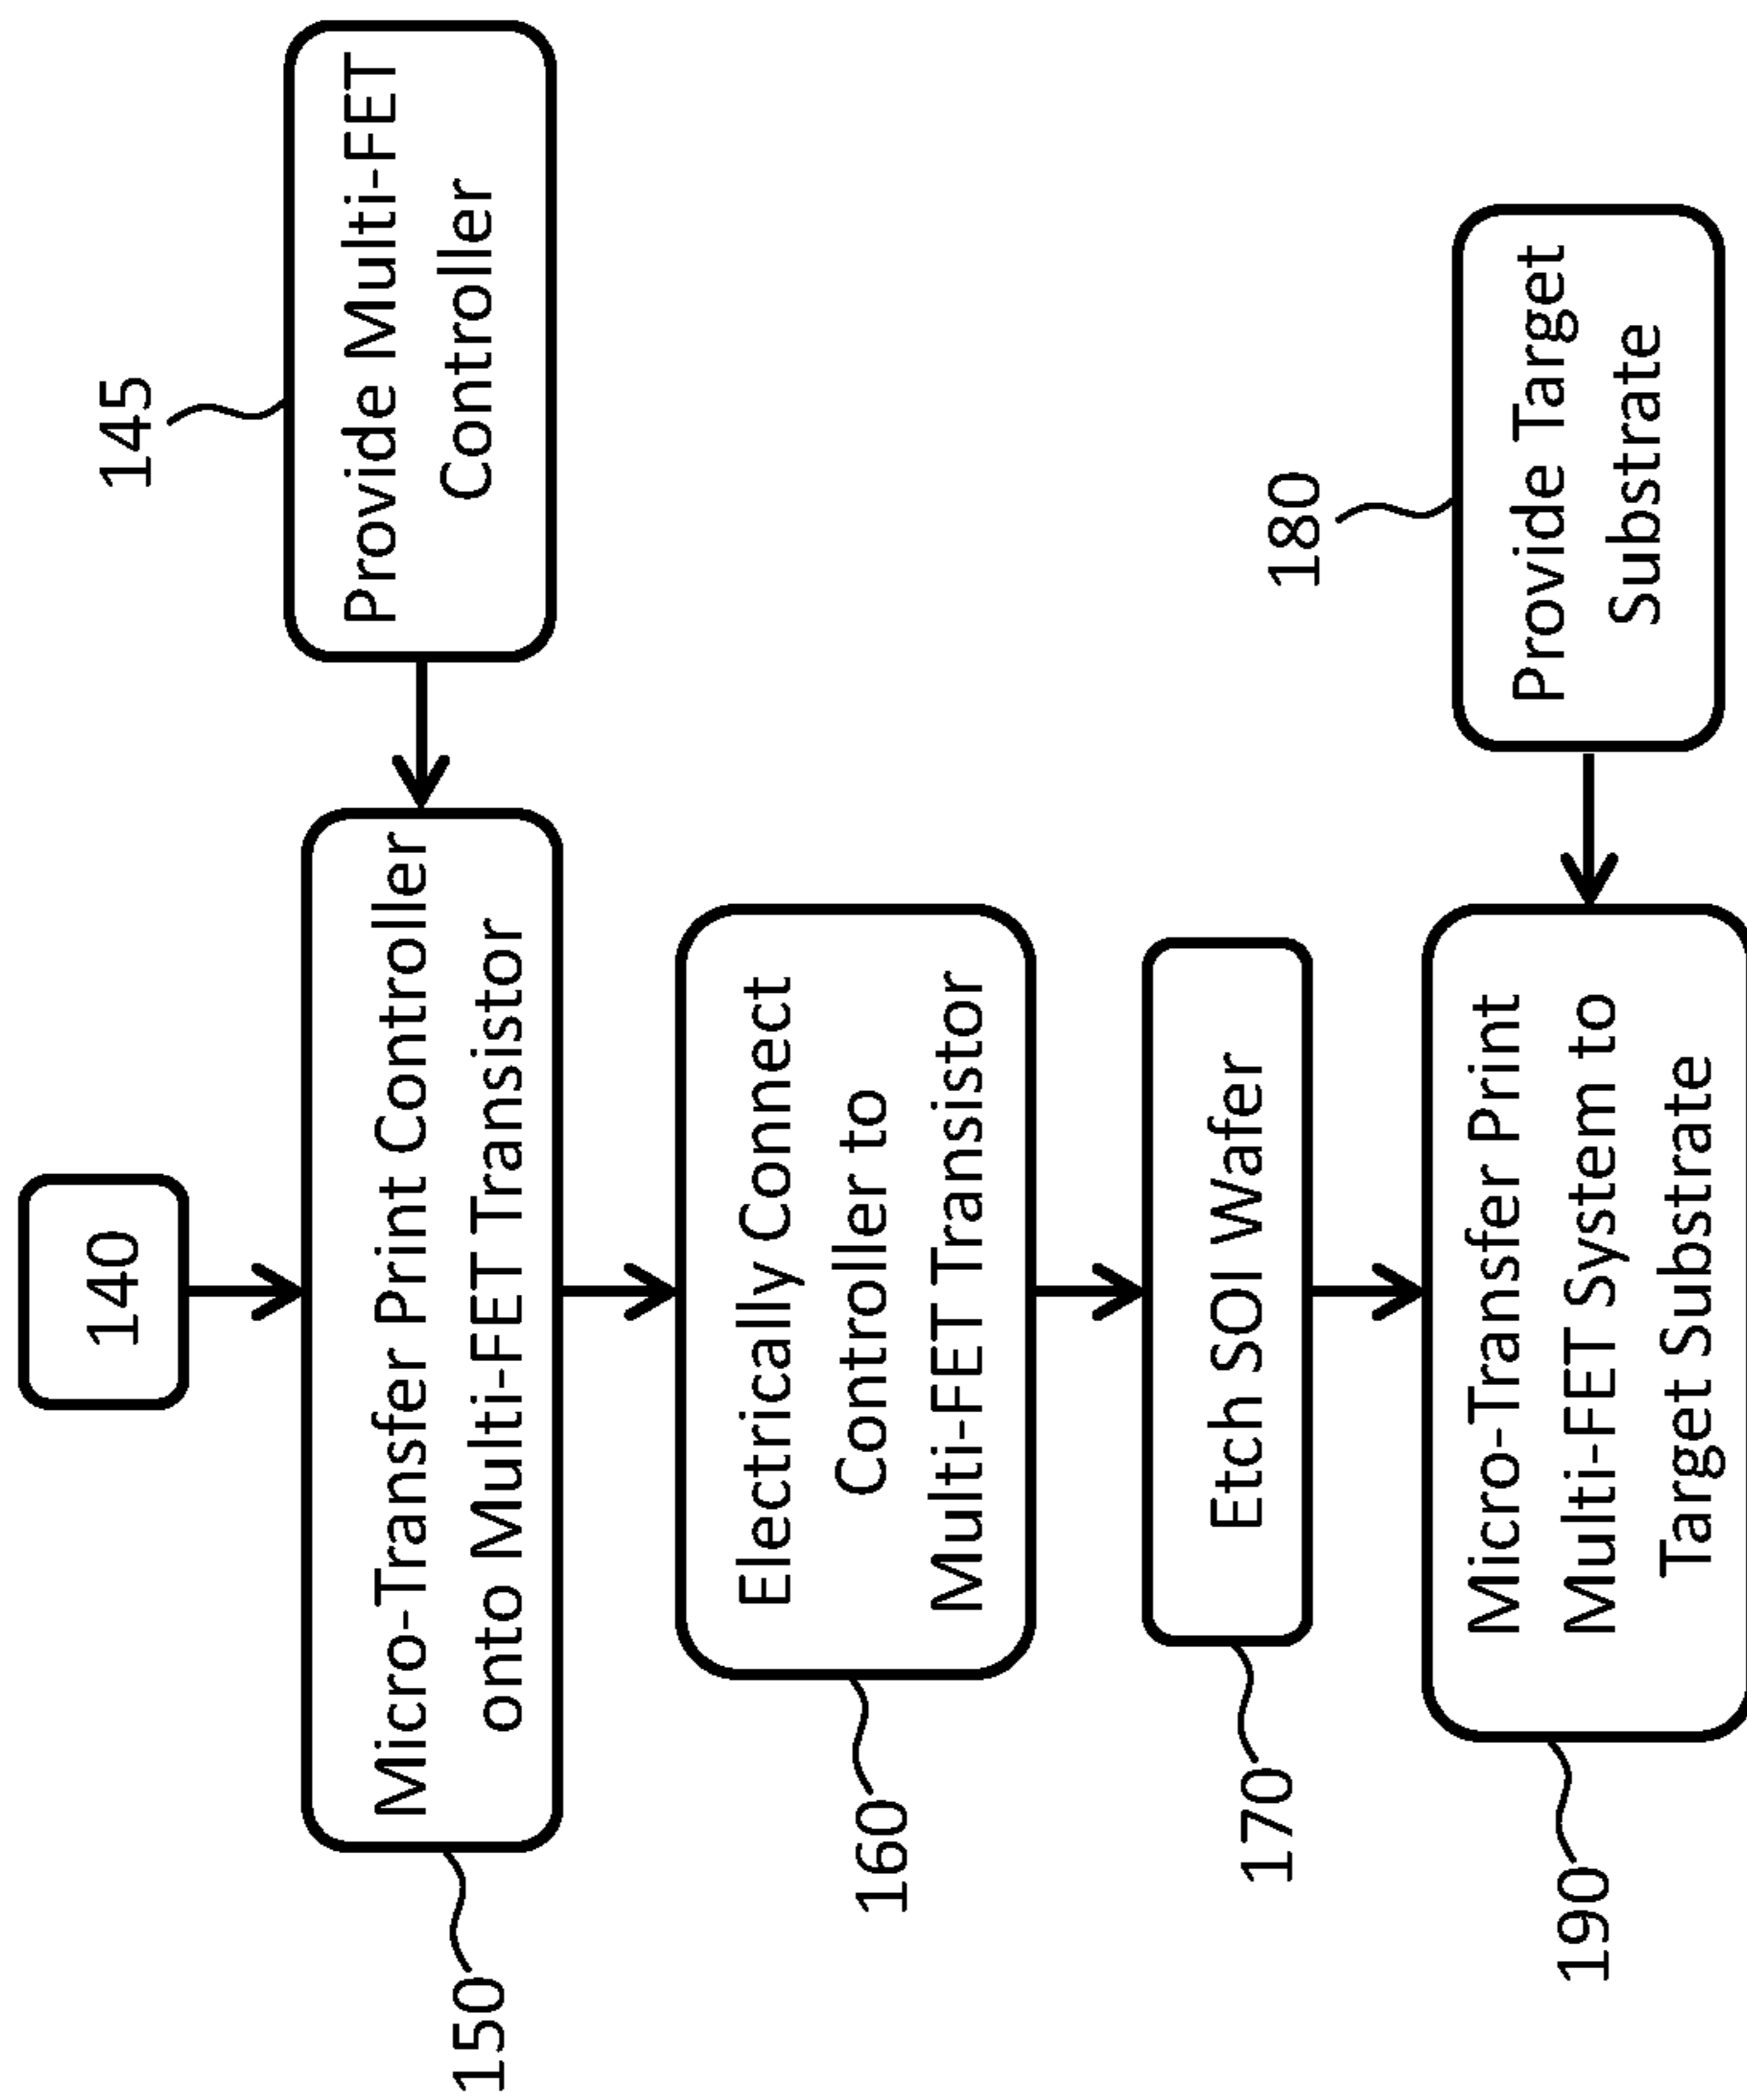 140
145
Provide Multi-FET
Controller
150
Micro-Transfer Print Controller
onto Multi-FET Transistor
160
Electrically Connect
Controller to
Multi-FET Transistor
170
Etch SOI Wafer
180
Provide Target
Substrate
190
Micro-Transfer Print
Multi-FET System to
Target Substrate